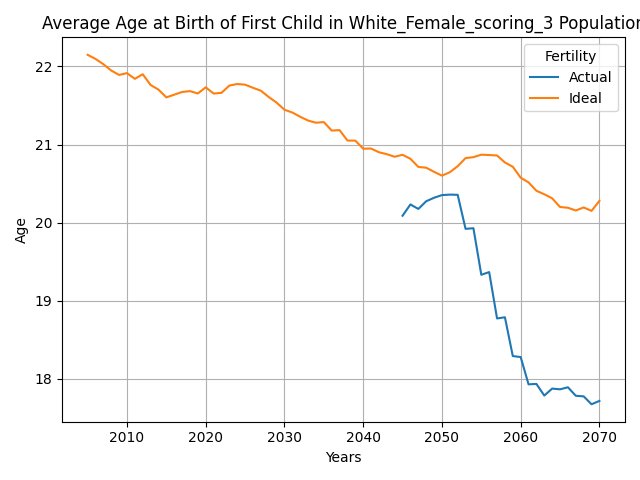 Average Age at Birth of First Child in White_Female_scoring_3 Population
Fertility
Actual
Ideal
22
21
20
19
18
Age
2010 2020 2030 2040 2050 2060 2070
Years